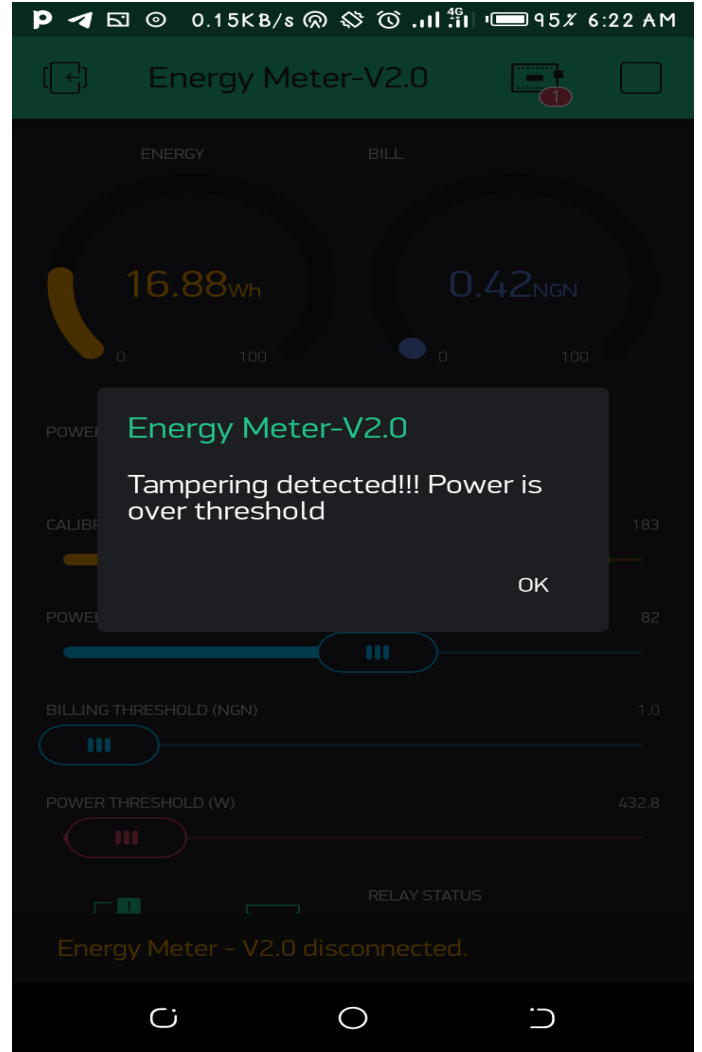 0.15KB/s 4G 95% 6:22 AM
Energy Meter-V2.0
1
ENERGY BILL
16.88Wh 0.42NGN
0 100 0 100
Energy Meter-V2.0
Tampering detected!!! Power is
over threshold
OK
183
82
BILLING THRESHOLD (NGN) 1.0
POWER THRESHOLD (W) 432.8
RELAY STATUS
Energy Meter - V2.0 disconnected.